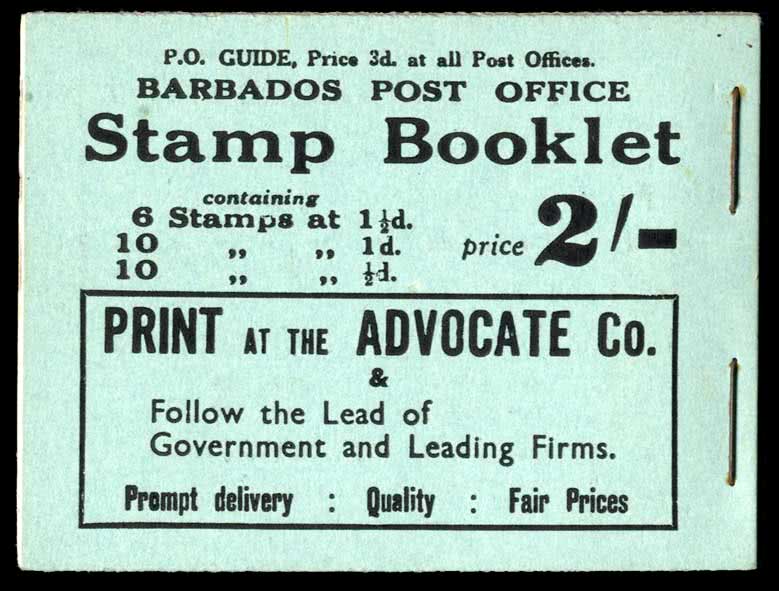 P.O. GUIDE, Price 3d. at all Post Offices.
BARBADOS POST OFFICE
Stamp Booklet
containing
6 Stamps at 1½d.
10 „ „ 1d. price 2/-
10 „ „ ½d.
PRINT AT THE ADVOCATE Co.
&
Follow the Lead of
Government and Leading Firms.
Prompt delivery : Quality : Fair Prices